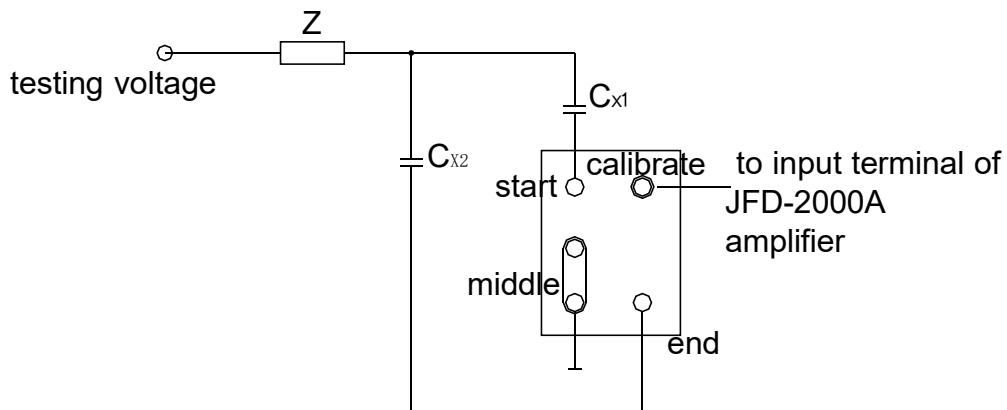 Z
testing voltage
Cx1
Cx2
calibrate
to input terminal of
start
JFD-2000A
amplifier
middle
end